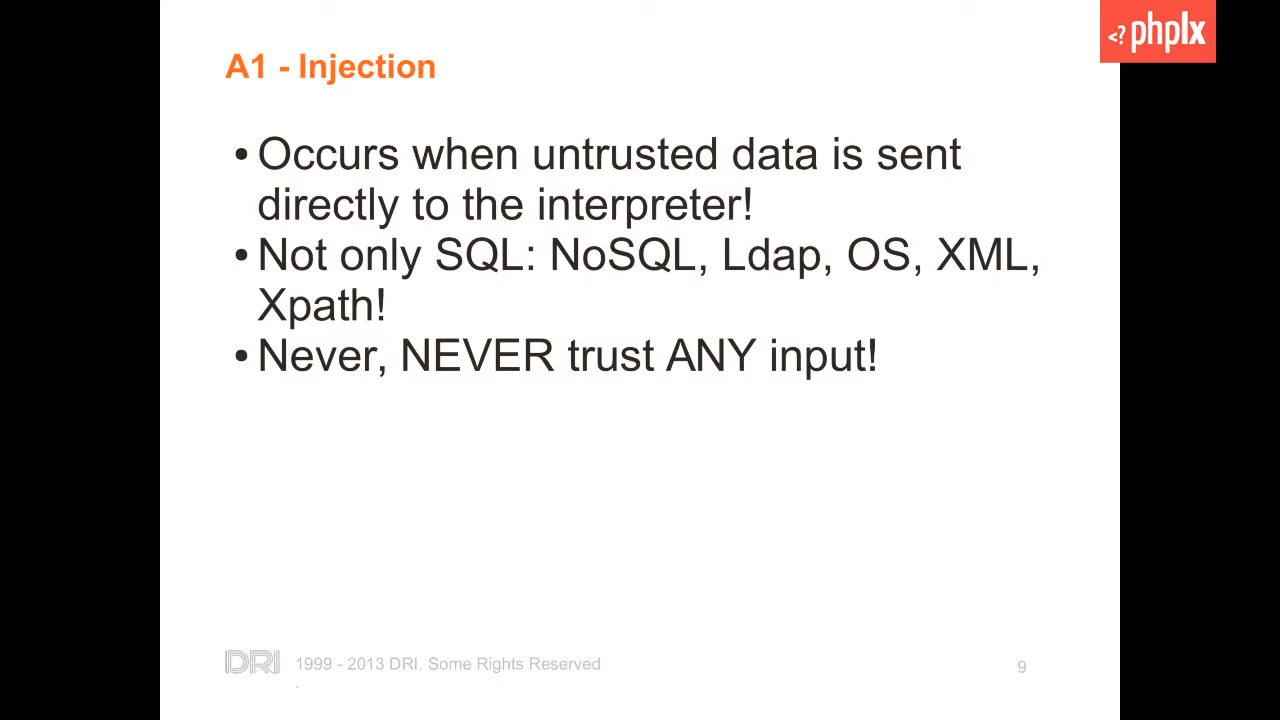 <? phplx
A1 - Injection
• Occurs when untrusted data is sent
directly to the interpreter!
• Not only SQL: NoSQL, Ldap, OS, XML,
Xpath!
• Never, NEVER trust ANY input!
DRI 1999 - 2013 DRI. Some Rights Reserved
.
9